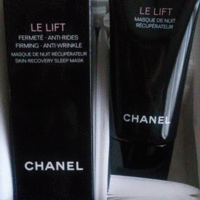 LE LIFT
FERMETÉ - ANTI-RIDES
FIRMING - ANTI-WRINKLE
MASQUE DE NUIT RÉCUPÉRATEUR
SKIN-RECOVERY SLEEP MASK
CHANEL
LE LIFT
MASQUE DE NUIT
RÉCUPÉRATEUR
CHANEL